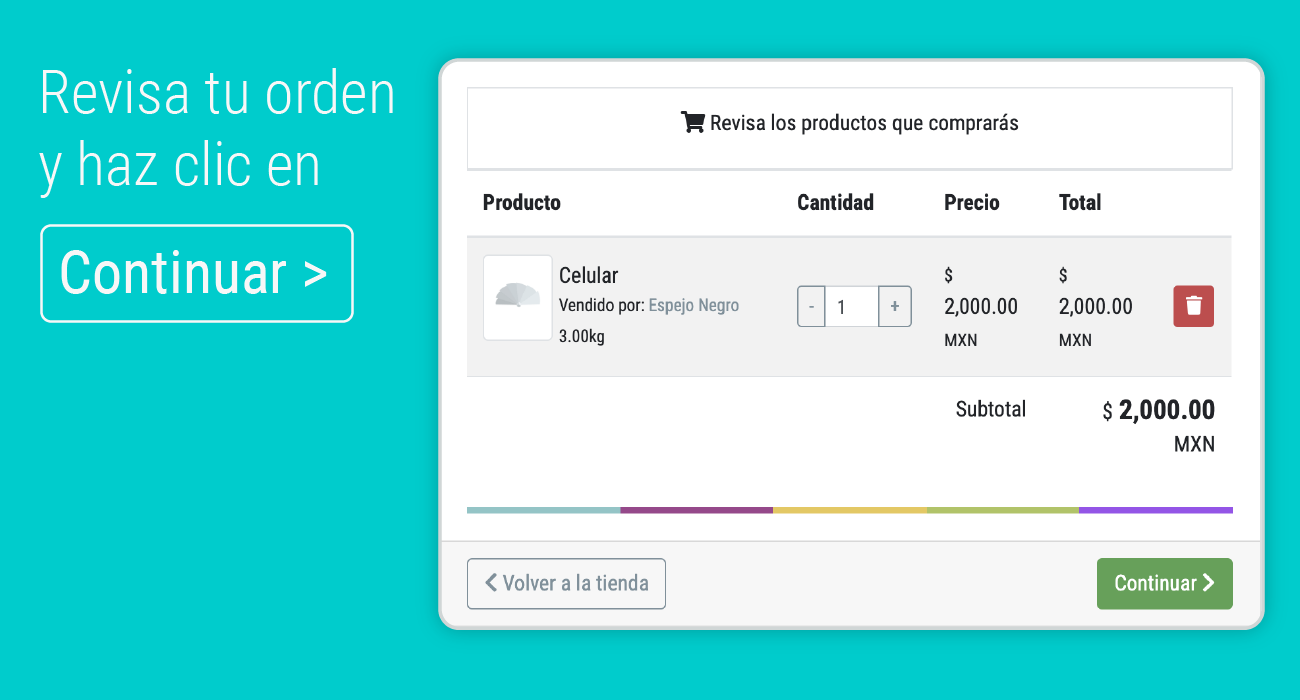 Revisa tu orden
y haz clic en
Continuar >
Revisa los productos que comprarás
Producto Cantidad Precio Total
Celular
Vendido por: Espejo Negro
3.00kg
- 1 +
$
2,000.00
MXN
$
2,000.00
MXN
Subtotal $ 2,000.00
MXN
Volver a la tienda
Continuar